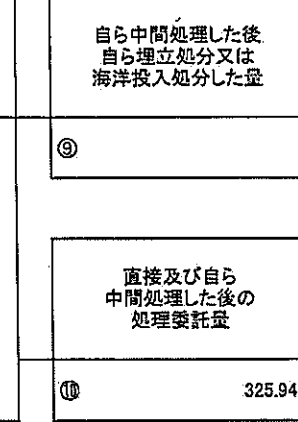 自ら中間処理した後
自ら埋立処分又は
海洋投入処分した量
⑨
直接及び自ら
中間処理した後の
処理委託量
⑩ 325.94